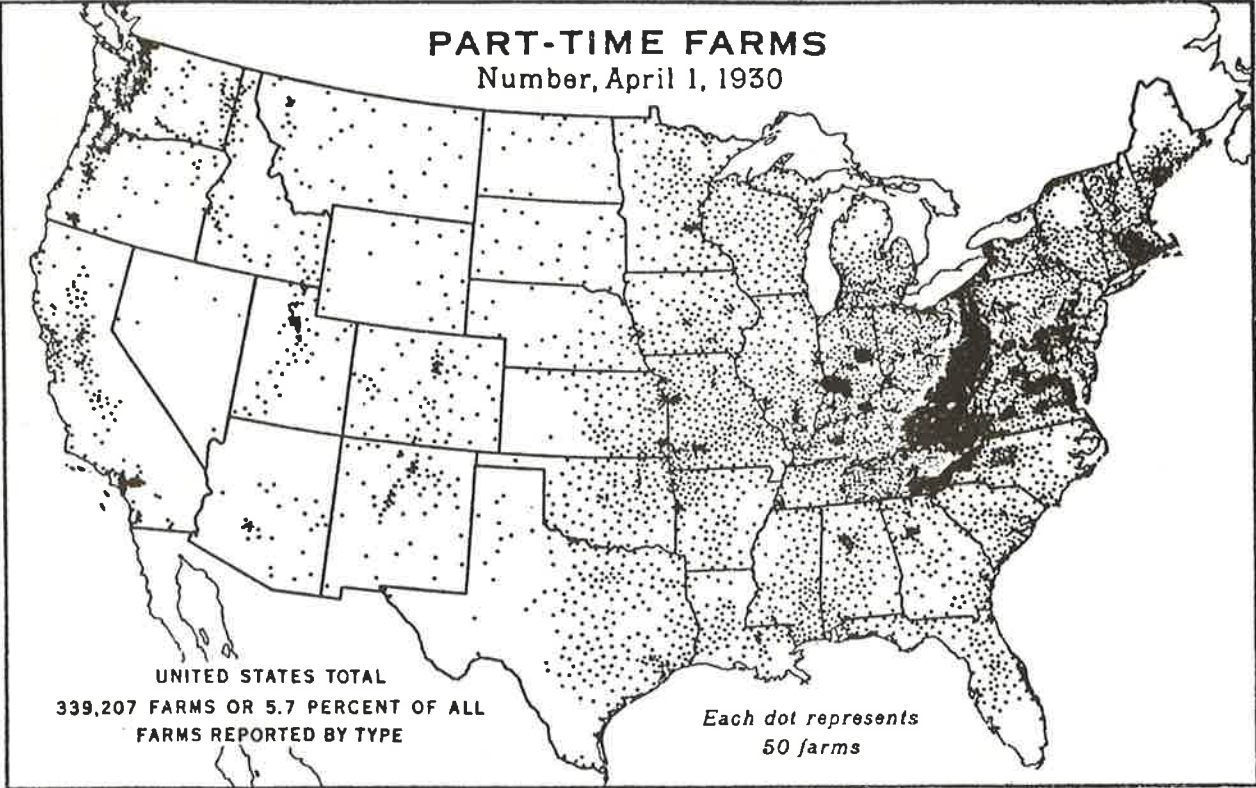 PART-TIME FARMS
Number, April 1, 1930
UNITED STATES TOTAL
339,207 FARMS OR 5.7 PERCENT OF ALL
FARMS REPORTED BY TYPE
Each dot represents
50 farms